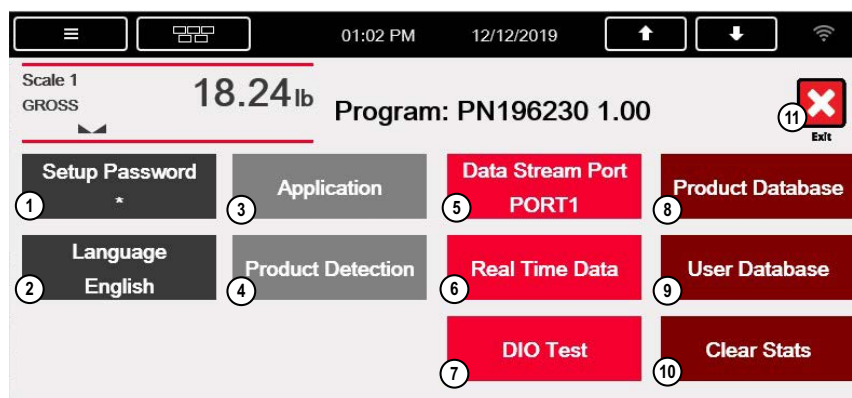 01:02 PM 12/12/2019
Scale 1
GROSS
18.24 lb
Program: PN196230 1.00
11
Exit
Setup Password
*
1
Application
3
Data Stream Port
PORT1
5
Product Database
8
Language
English
2
Product Detection
4
Real Time Data
6
User Database
9
DIO Test
7
Clear Stats
10